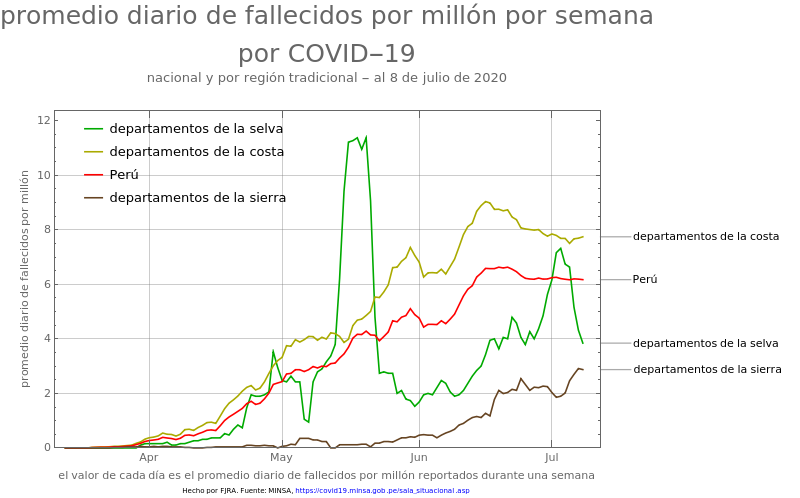 promedio diario de fallecidos por millón por semana
por COVID−19
nacional y por región tradicional − al 8 de julio de 2020
promedio diario de fallecidos por millón
12
10
8
6
4
2
0
departamentos de la selva
departamentos de la costa
Perú
departamentos de la sierra
departamentos de la costa
Perú
departamentos de la selva
departamentos de la sierra
Apr May Jun Jul
el valor de cada día es el promedio diario de fallecidos por millón reportados durante una semana
Hecho por FJRA. Fuente: MINSA, https://covid19.minsa.gob.pe/sala_situacional.asp